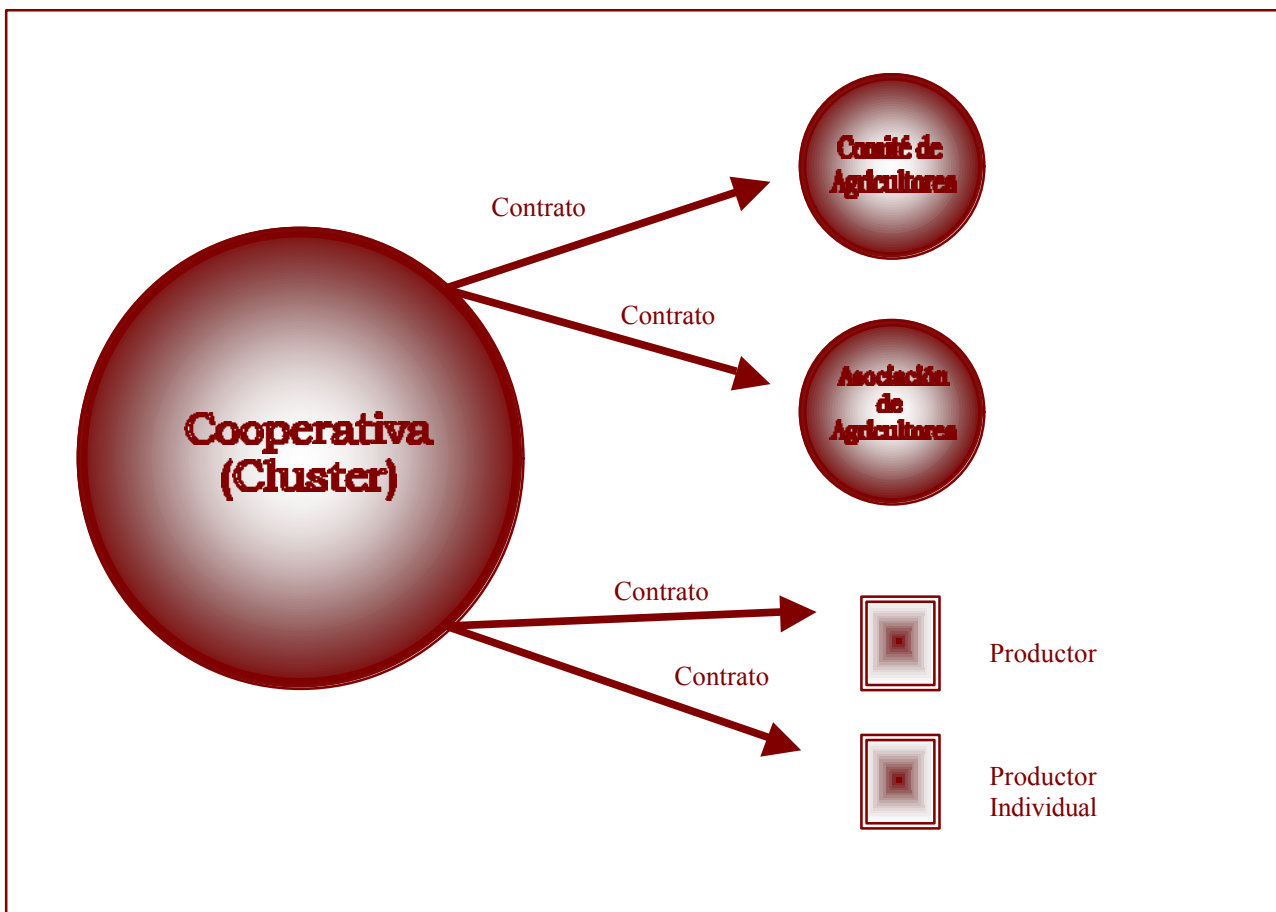 Comité de
Agricultores
Contrato
Contrato
Asociación
de
Agricultores
Cooperativa
(Cluster)
Contrato
Productor
Contrato
Productor
Individual